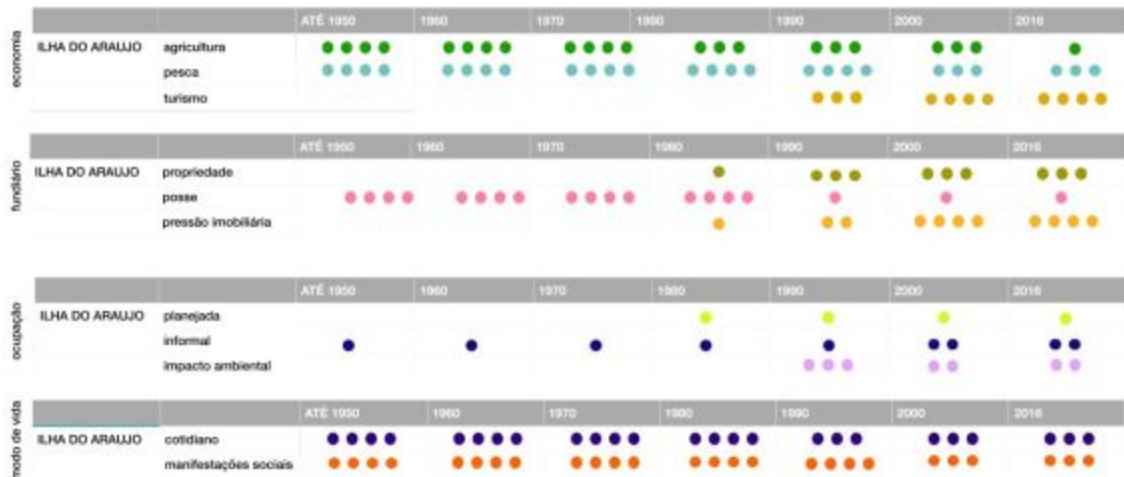 economia
ATÉ 1950 1960 1970 1980 1990 2000 2016
ILHA DO ARAUJO agricultura
pesca
turismo
fundiário
ATÉ 1950 1960 1970 1980 1990 2000 2016
ILHA DO ARAUJO propriedade
posse
pressão imobiliária
ocupação
ATÉ 1950 1960 1970 1980 1990 2000 2016
ILHA DO ARAUJO planejada
informal
impacto ambiental
modo de vida
ATÉ 1950 1960 1970 1980 1990 2000 2016
ILHA DO ARAUJO cotidiano
manifestações sociais